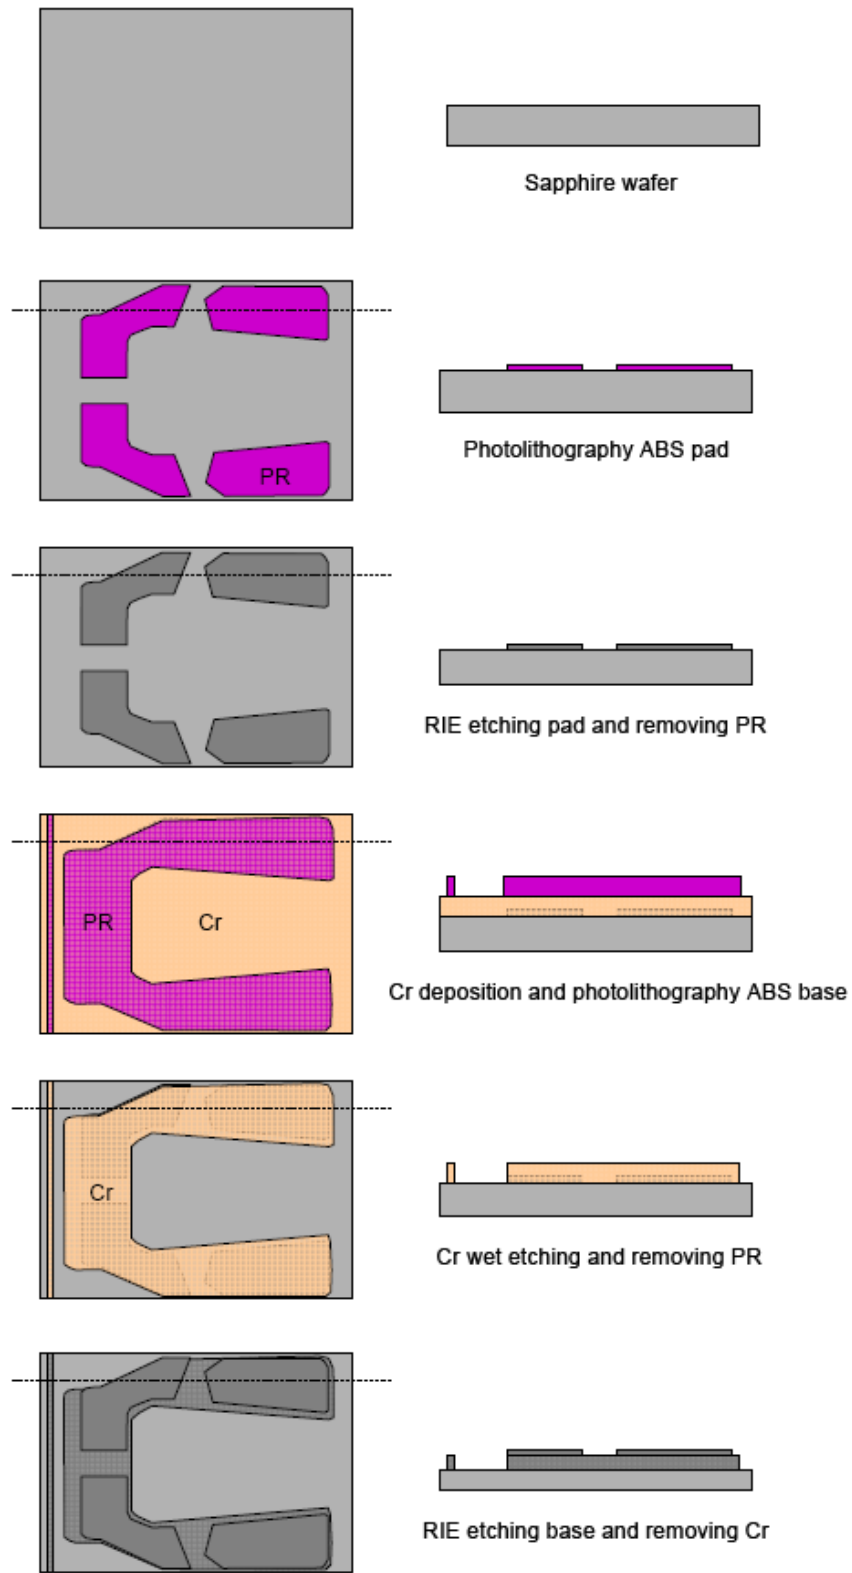 Sapphire wafer
PR
Photolithography ABS pad
RIE etching pad and removing PR
PR
Cr
Cr deposition and photolithography ABS base
Cr
Cr wet etching and removing PR
RIE etching base and removing Cr